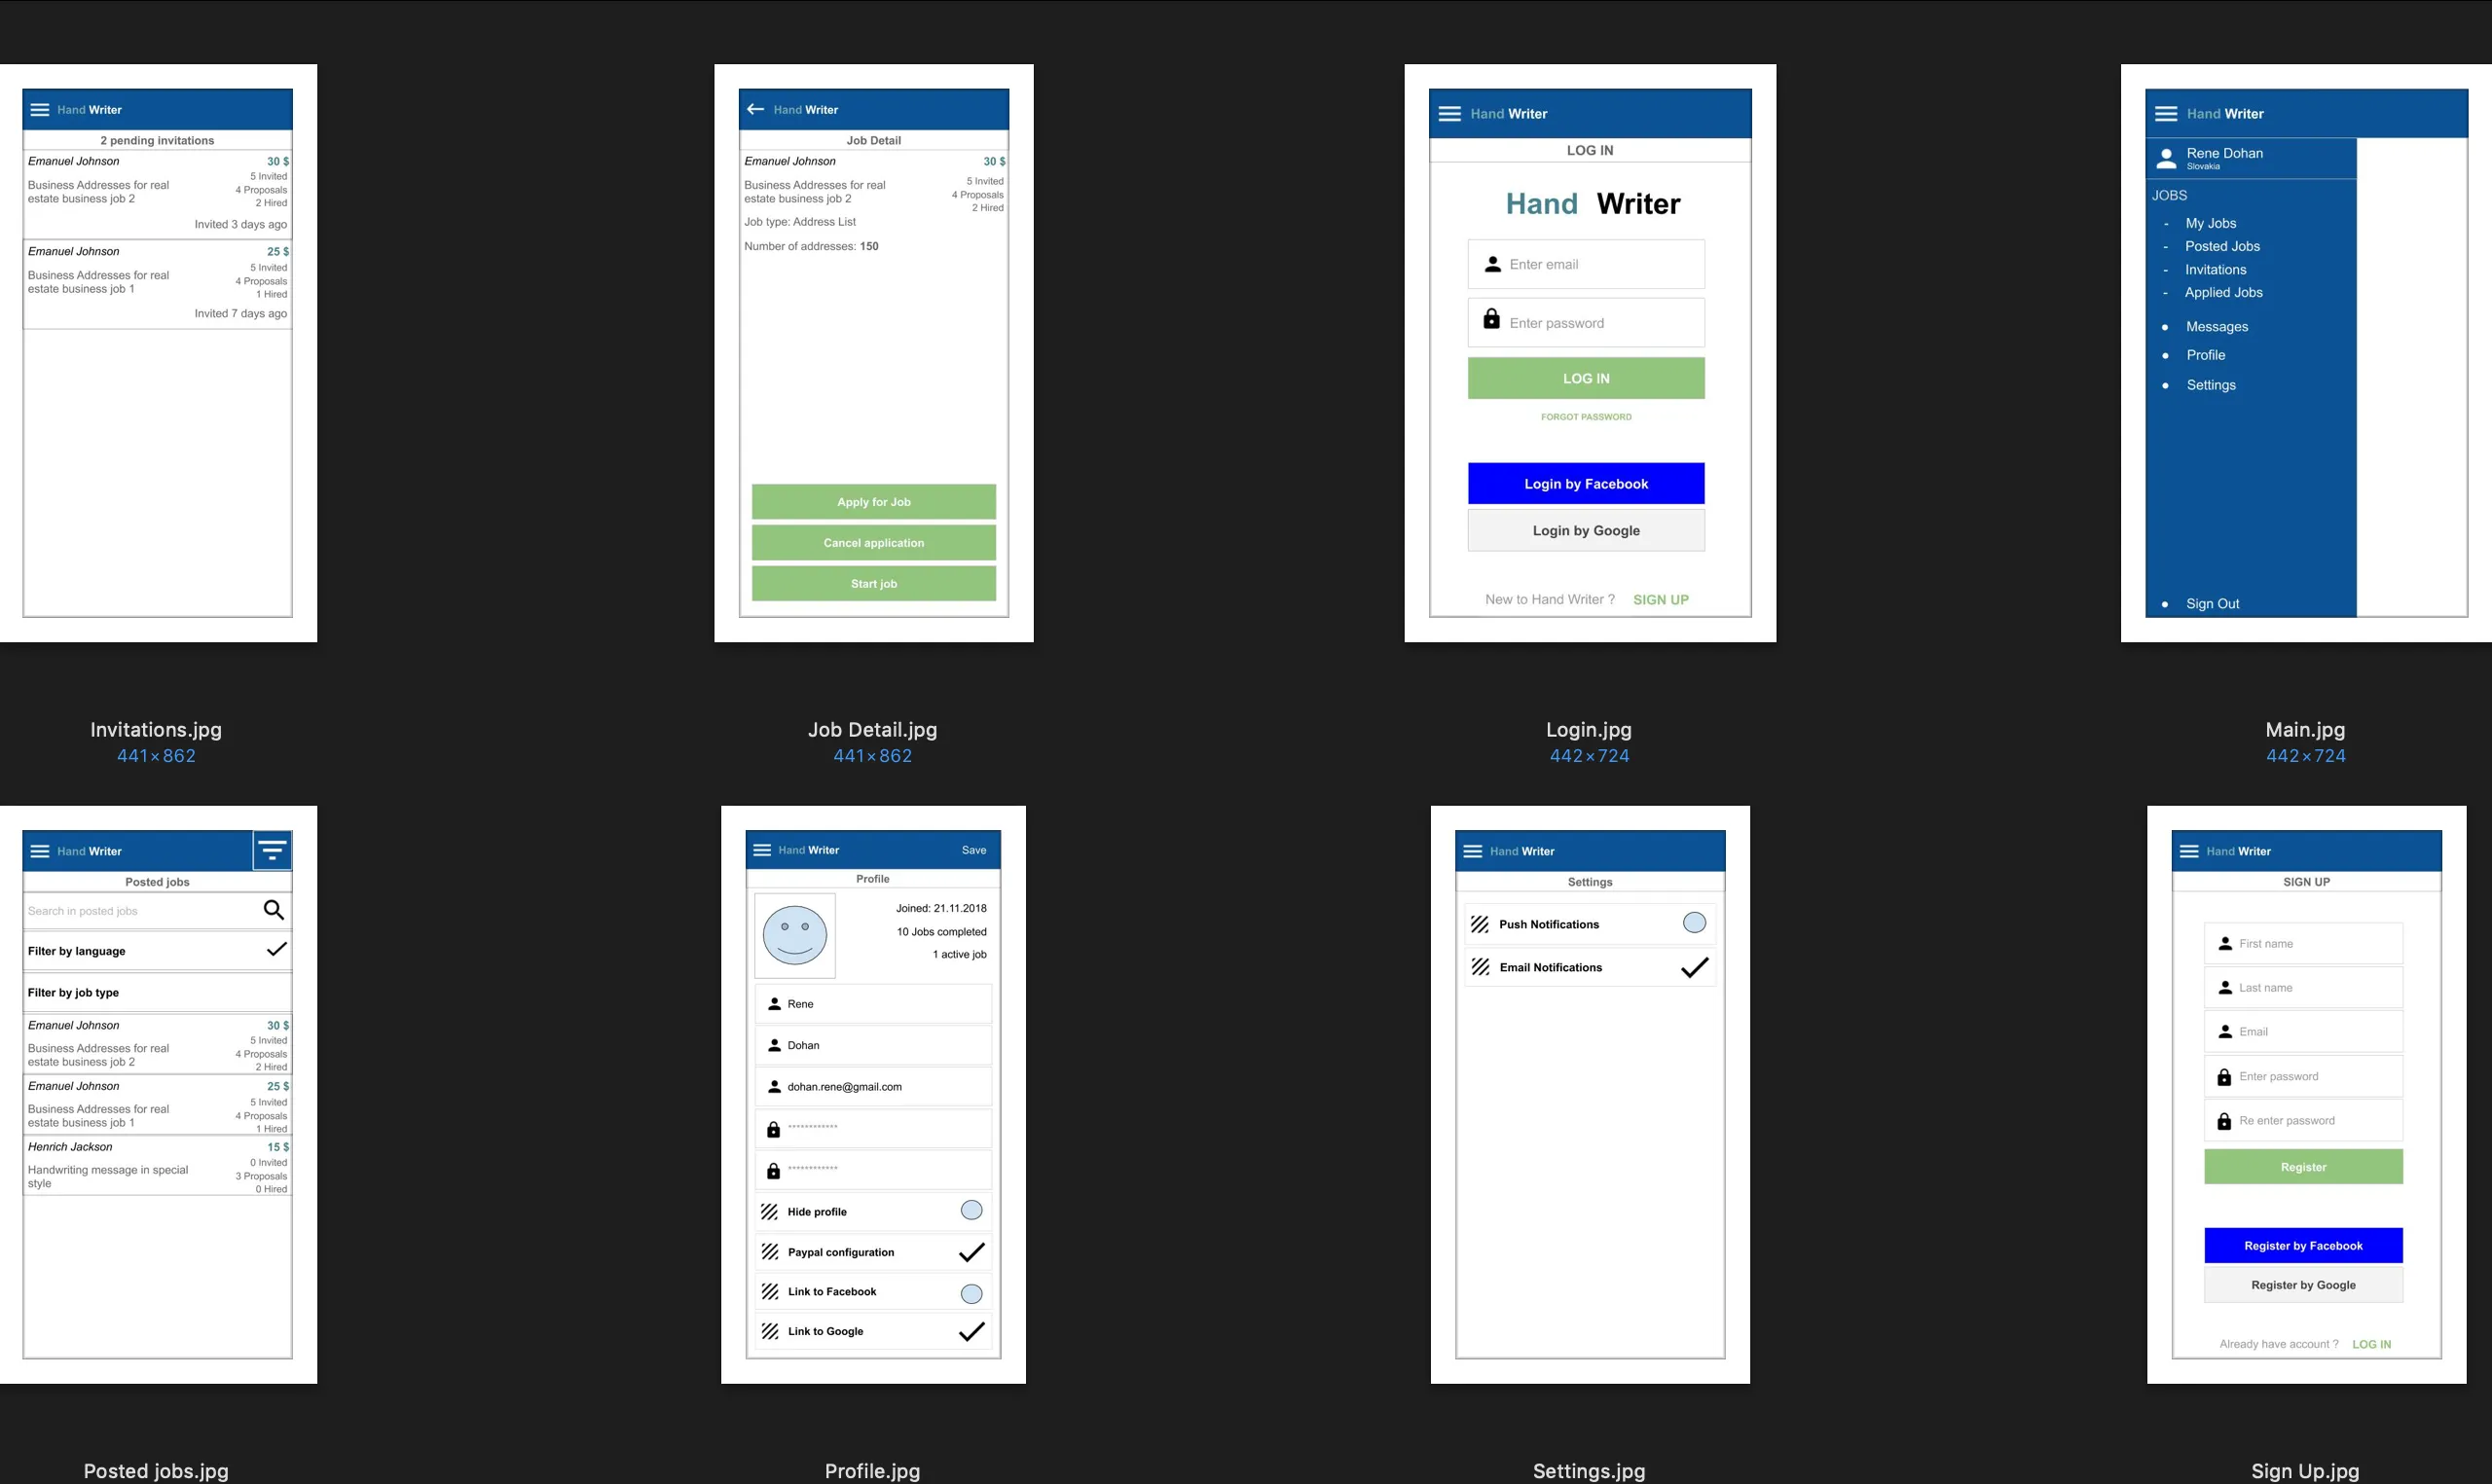 Hand Writer
2 pending invitations
Emanuel Johnson 30 $
Business Addresses for real estate business job 2
5 Invited
4 Proposals
2 Hired
Invited 3 days ago
Emanuel Johnson 25 $
Business Addresses for real estate business job 1
5 Invited
4 Proposals
1 Hired
Invited 7 days ago
Invitations.jpg
441×862
Hand Writer
Job Detail
Emanuel Johnson 30 $
Business Addresses for real estate business job 2
5 Invited
4 Proposals
2 Hired
Job type: Address List
Number of addresses: 150
Apply for Job
Cancel application
Start job
Job Detail.jpg
441×862
Hand Writer
LOG IN
Hand Writer
Enter email
Enter password
LOG IN
FORGOT PASSWORD
Login by Facebook
Login by Google
New to Hand Writer ? SIGN UP
Login.jpg
442×724
Hand Writer
Rene Dohan
Slovakia
JOBS
- My Jobs
- Posted Jobs
- Invitations
- Applied Jobs
● Messages
● Profile
● Settings
● Sign Out
Main.jpg
442×724
Hand Writer
Posted jobs
Search in posted jobs
Filter by language
Filter by job type
Emanuel Johnson 30 $
Business Addresses for real estate business job 2
5 Invited
4 Proposals
2 Hired
Emanuel Johnson 25 $
Business Addresses for real estate business job 1
5 Invited
4 Proposals
1 Hired
Henrich Jackson 15 $
Handwriting message in special style
0 Invited
3 Proposals
0 Hired
Posted jobs.jpg
Hand Writer Save
Profile
Joined: 21.11.2018
10 Jobs completed
1 active job
Rene
Dohan
dohan.rene@gmail.com
************
************
Hide profile
Paypal configuration
Link to Facebook
Link to Google
Profile.jpg
Hand Writer
Settings
Push Notifications
Email Notifications
Settings.jpg
Hand Writer
SIGN UP
First name
Last name
Email
Enter password
Re enter password
Register
Register by Facebook
Register by Google
Already have account ? LOG IN
Sign Up.jpg